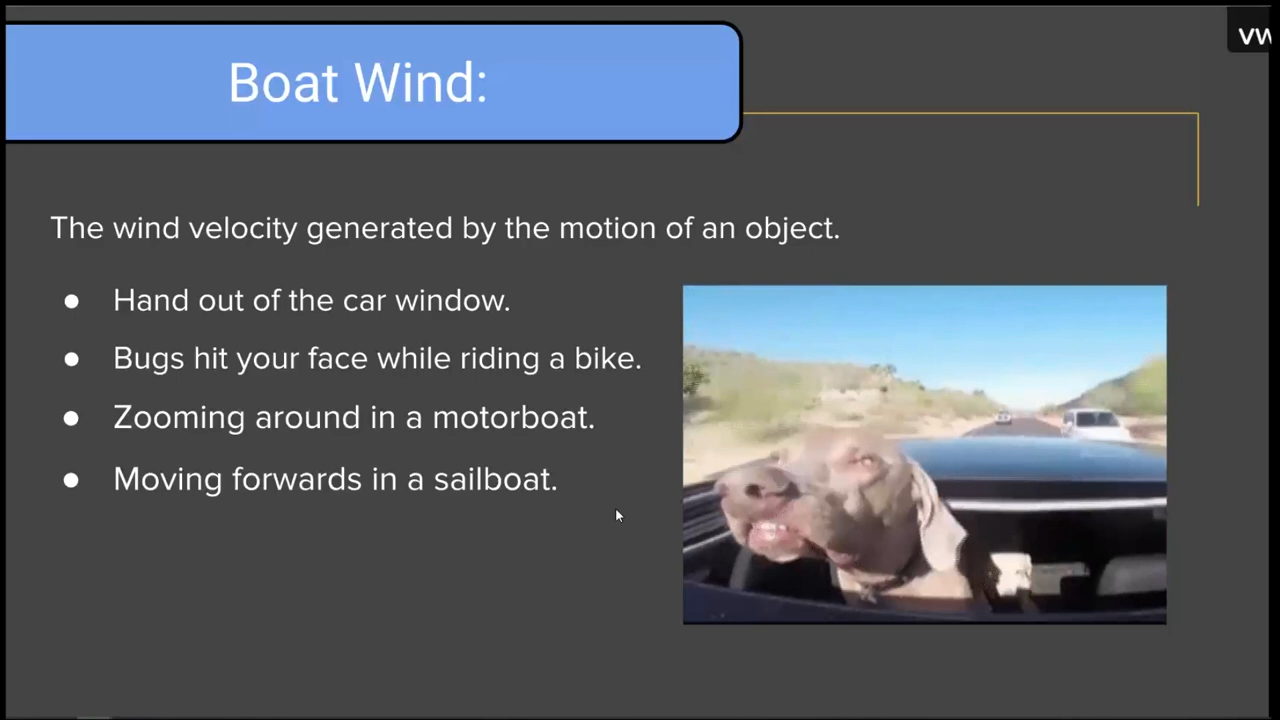 Boat Wind:
VW
The wind velocity generated by the motion of an object.
● Hand out of the car window.
● Bugs hit your face while riding a bike.
● Zooming around in a motorboat.
● Moving forwards in a sailboat.